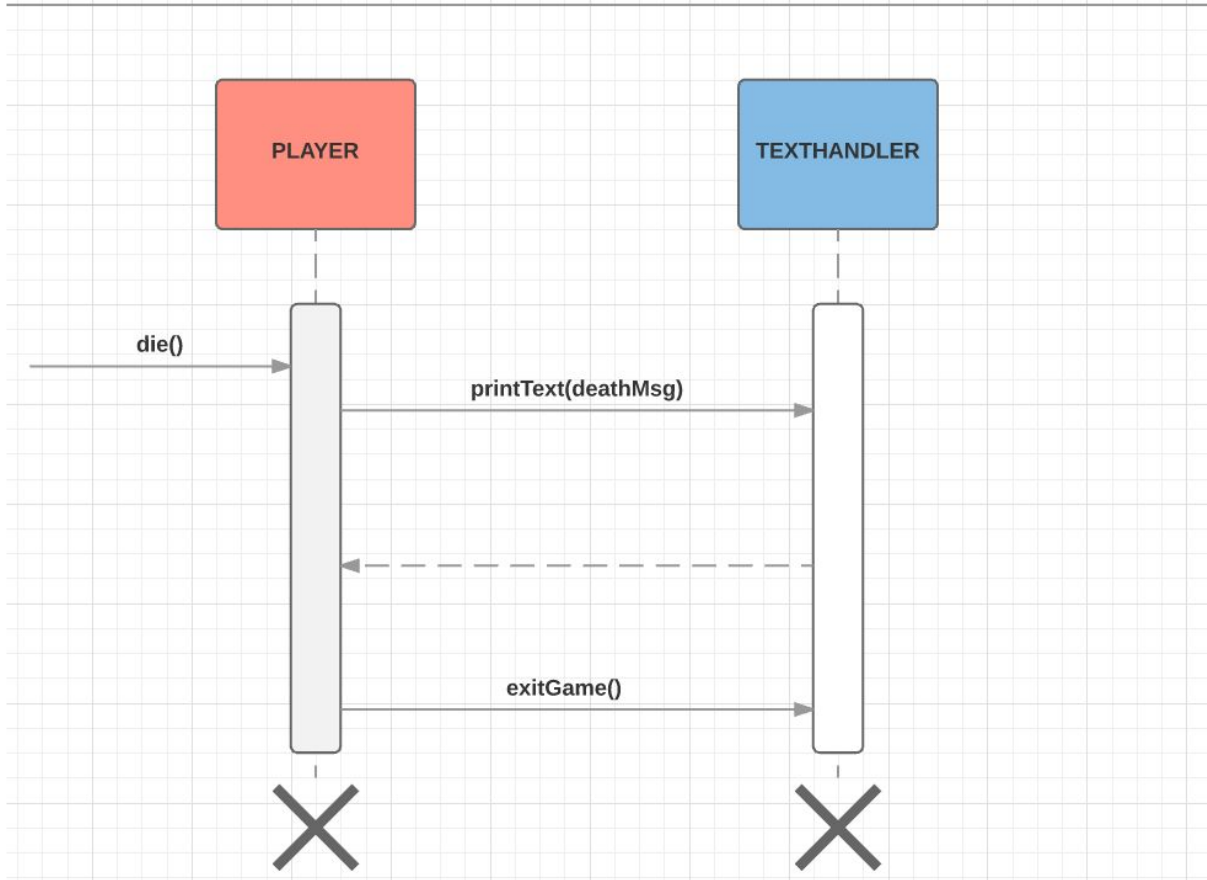 PLAYER
TEXTHANDLER
die()
printText(deathMsg)
exitGame()